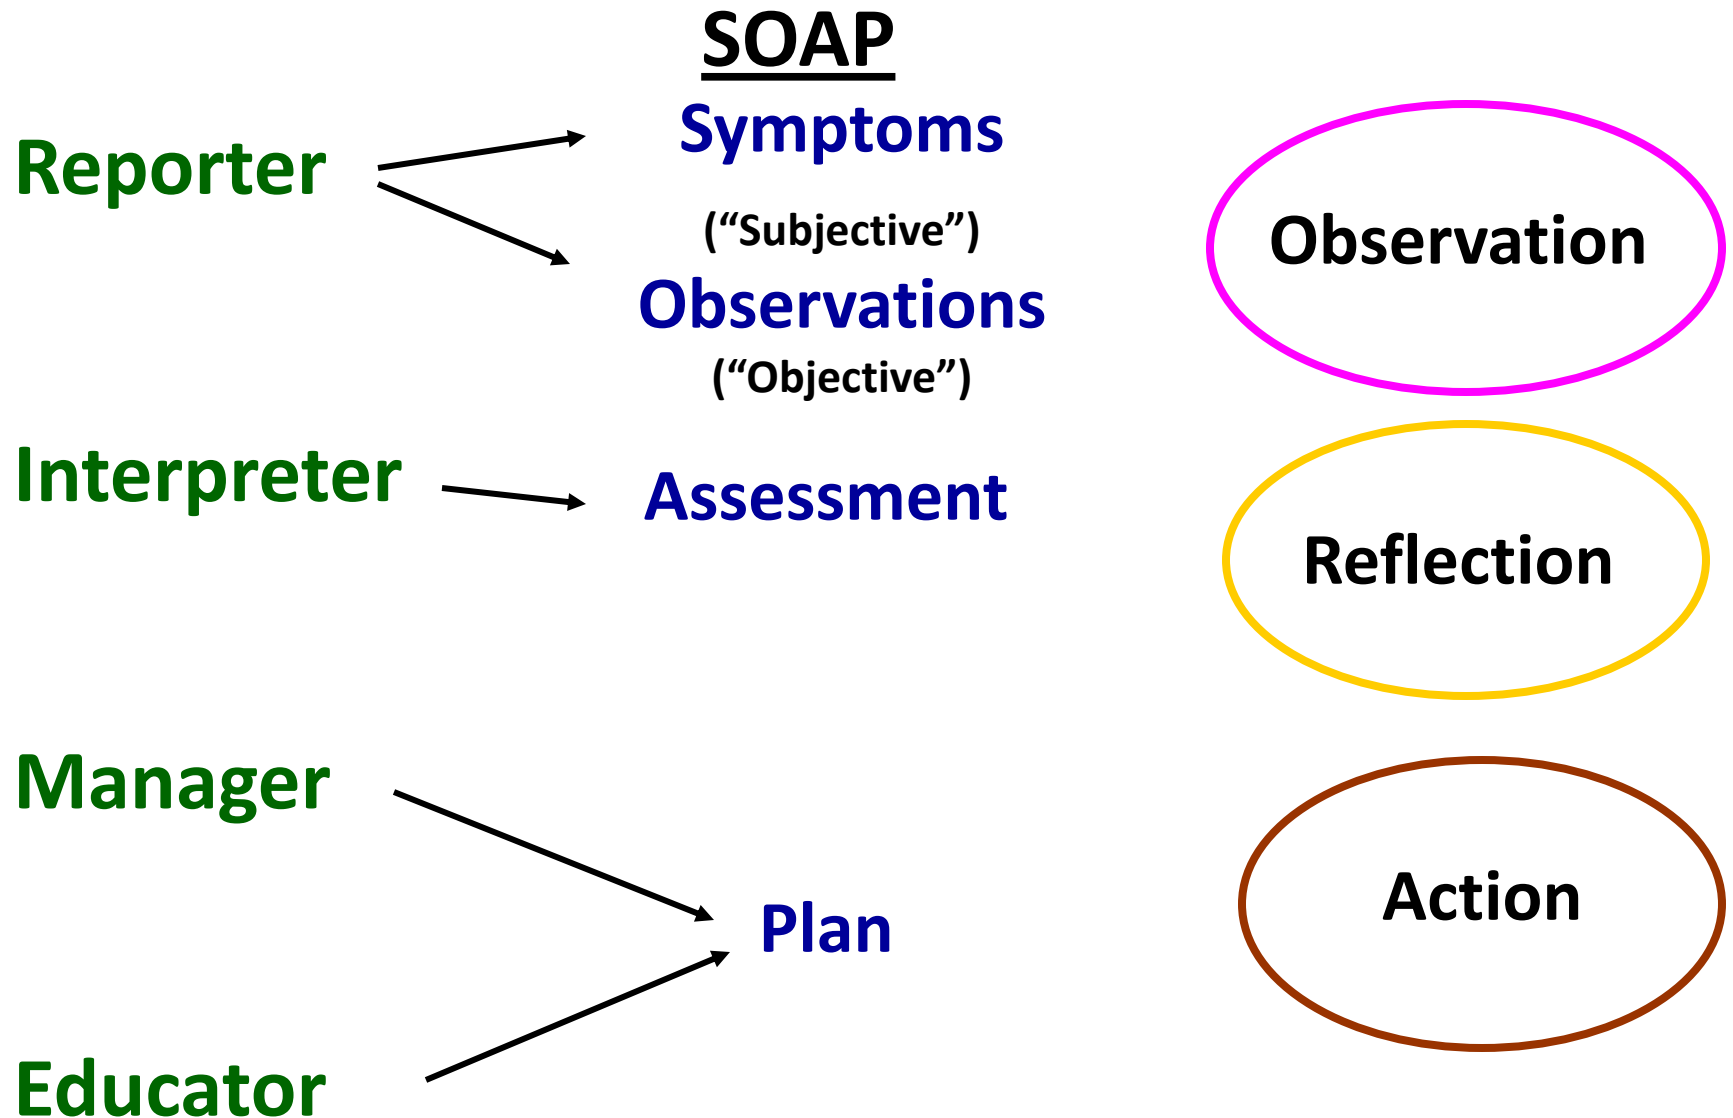 SOAP
Reporter
Symptoms
(“Subjective”)
Observations
(“Objective”)
Observation
Interpreter
Assessment
Reflection
Manager
Plan
Action
Educator